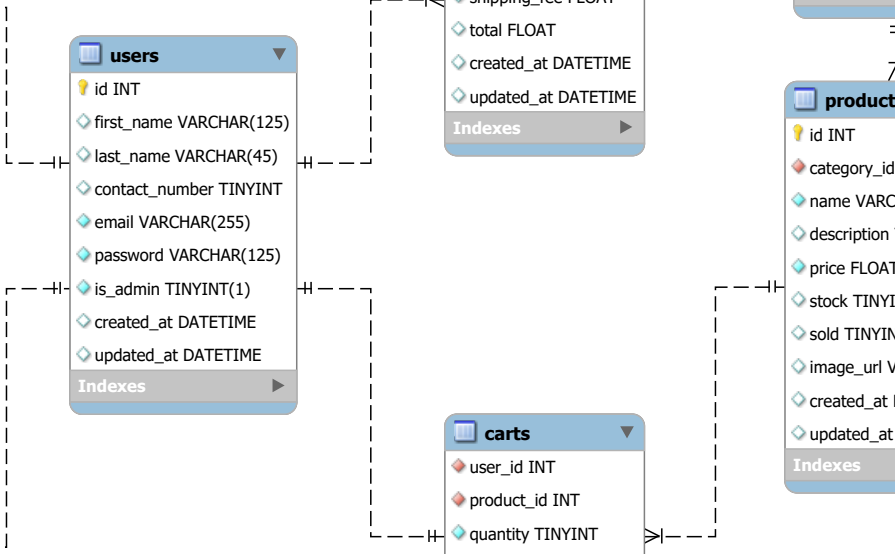 shipping_fee FLOAT
total FLOAT
created_at DATETIME
updated_at DATETIME
Indexes
users
id INT
first_name VARCHAR(125)
last_name VARCHAR(45)
contact_number TINYINT
email VARCHAR(255)
password VARCHAR(125)
is_admin TINYINT(1)
created_at DATETIME
updated_at DATETIME
Indexes
product
id INT
category_id
name VARC
description
price FLOAT
stock TINYI
sold TINYIN
image_url V
created_at
updated_at
Indexes
carts
user_id INT
product_id INT
quantity TINYINT